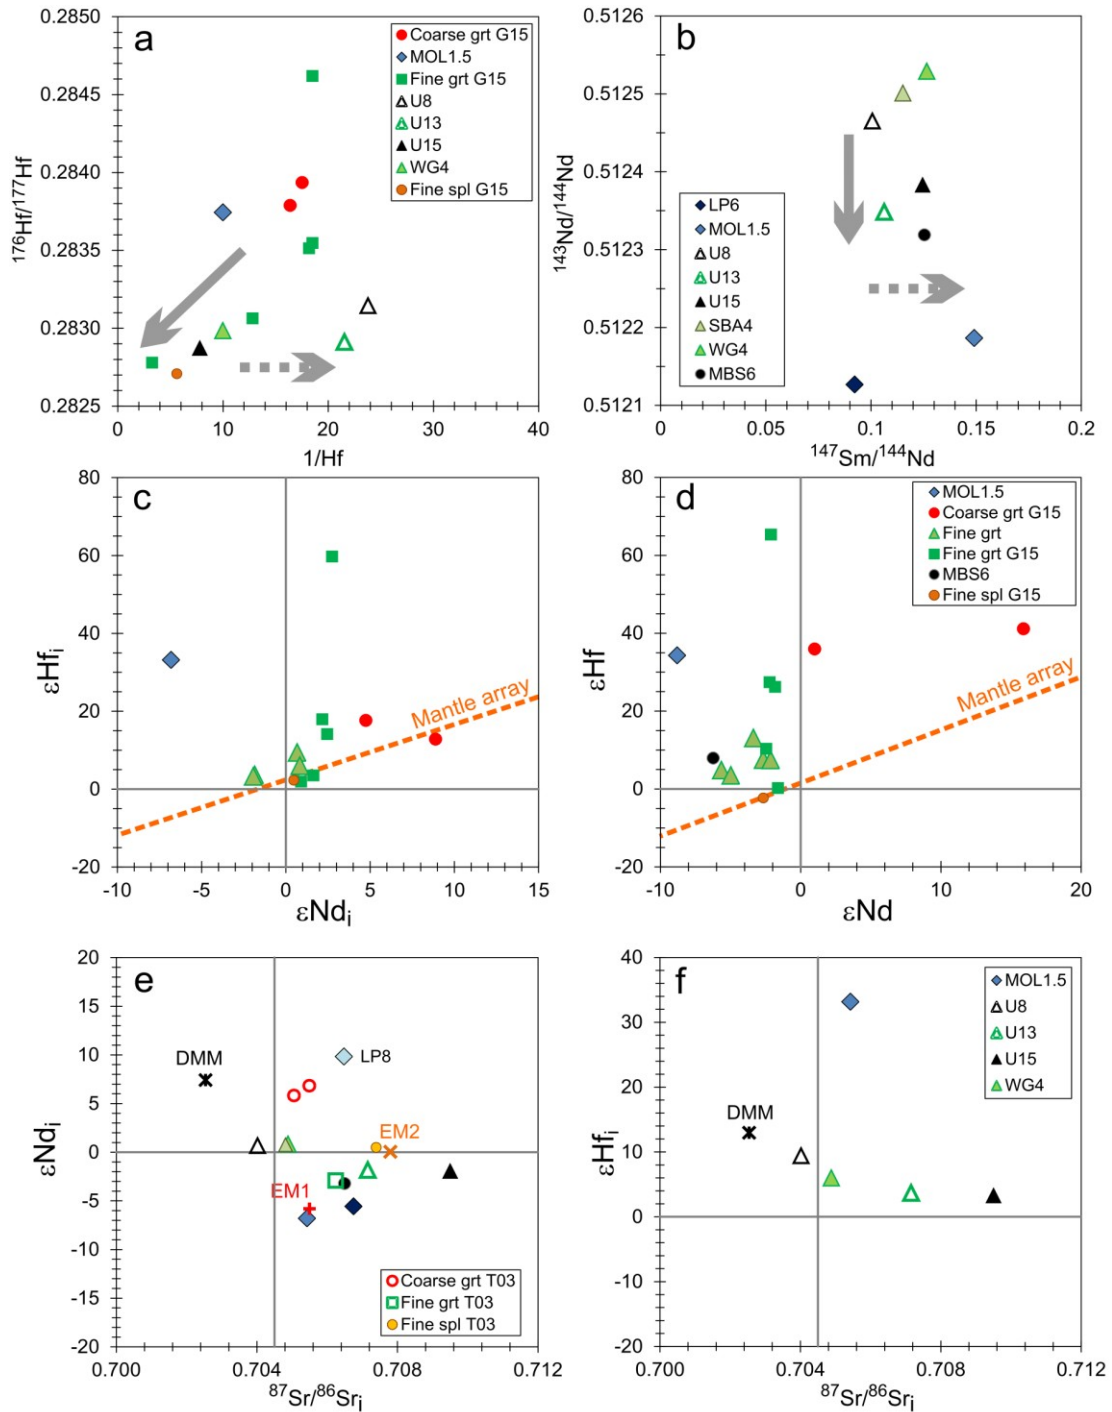 a
0.2850
0.2845
0.2840
0.2835
0.2830
0.2825
¹⁷⁶Hf/¹⁷⁷Hf
0 10 20 30 40
1/Hf
Coarse grt G15
MOL1.5
Fine grt G15
U8
U13
U15
WG4
Fine spl G15
b
0.5126
0.5125
0.5124
0.5123
0.5122
0.5121
¹⁴³Nd/¹⁴⁴Nd
0 0.05 0.1 0.15 0.2
¹⁴⁷Sm/¹⁴⁴Nd
LP6
MOL1.5
U8
U13
U15
SBA4
WG4
MBS6
c
80
60
40
20
0
-20
εHfᵢ
-10 -5 0 5 10 15
εNdᵢ
Mantle array
d
80
60
40
20
0
-20
εHf
-10 0 10 20
εNd
Mantle array
MOL1.5
Coarse grt G15
Fine grt
Fine grt G15
MBS6
Fine spl G15
e
20
15
10
5
0
-5
-10
-15
-20
εNdᵢ
0.700 0.704 0.708 0.712
⁸⁷Sr/⁸⁶Srᵢ
DMM
LP8
EM2
EM1
Coarse grt T03
Fine grt T03
Fine spl T03
f
40
30
20
10
0
-10
-20
εHfᵢ
0.700 0.704 0.708 0.712
⁸⁷Sr/⁸⁶Srᵢ
DMM
MOL1.5
U8
U13
U15
WG4